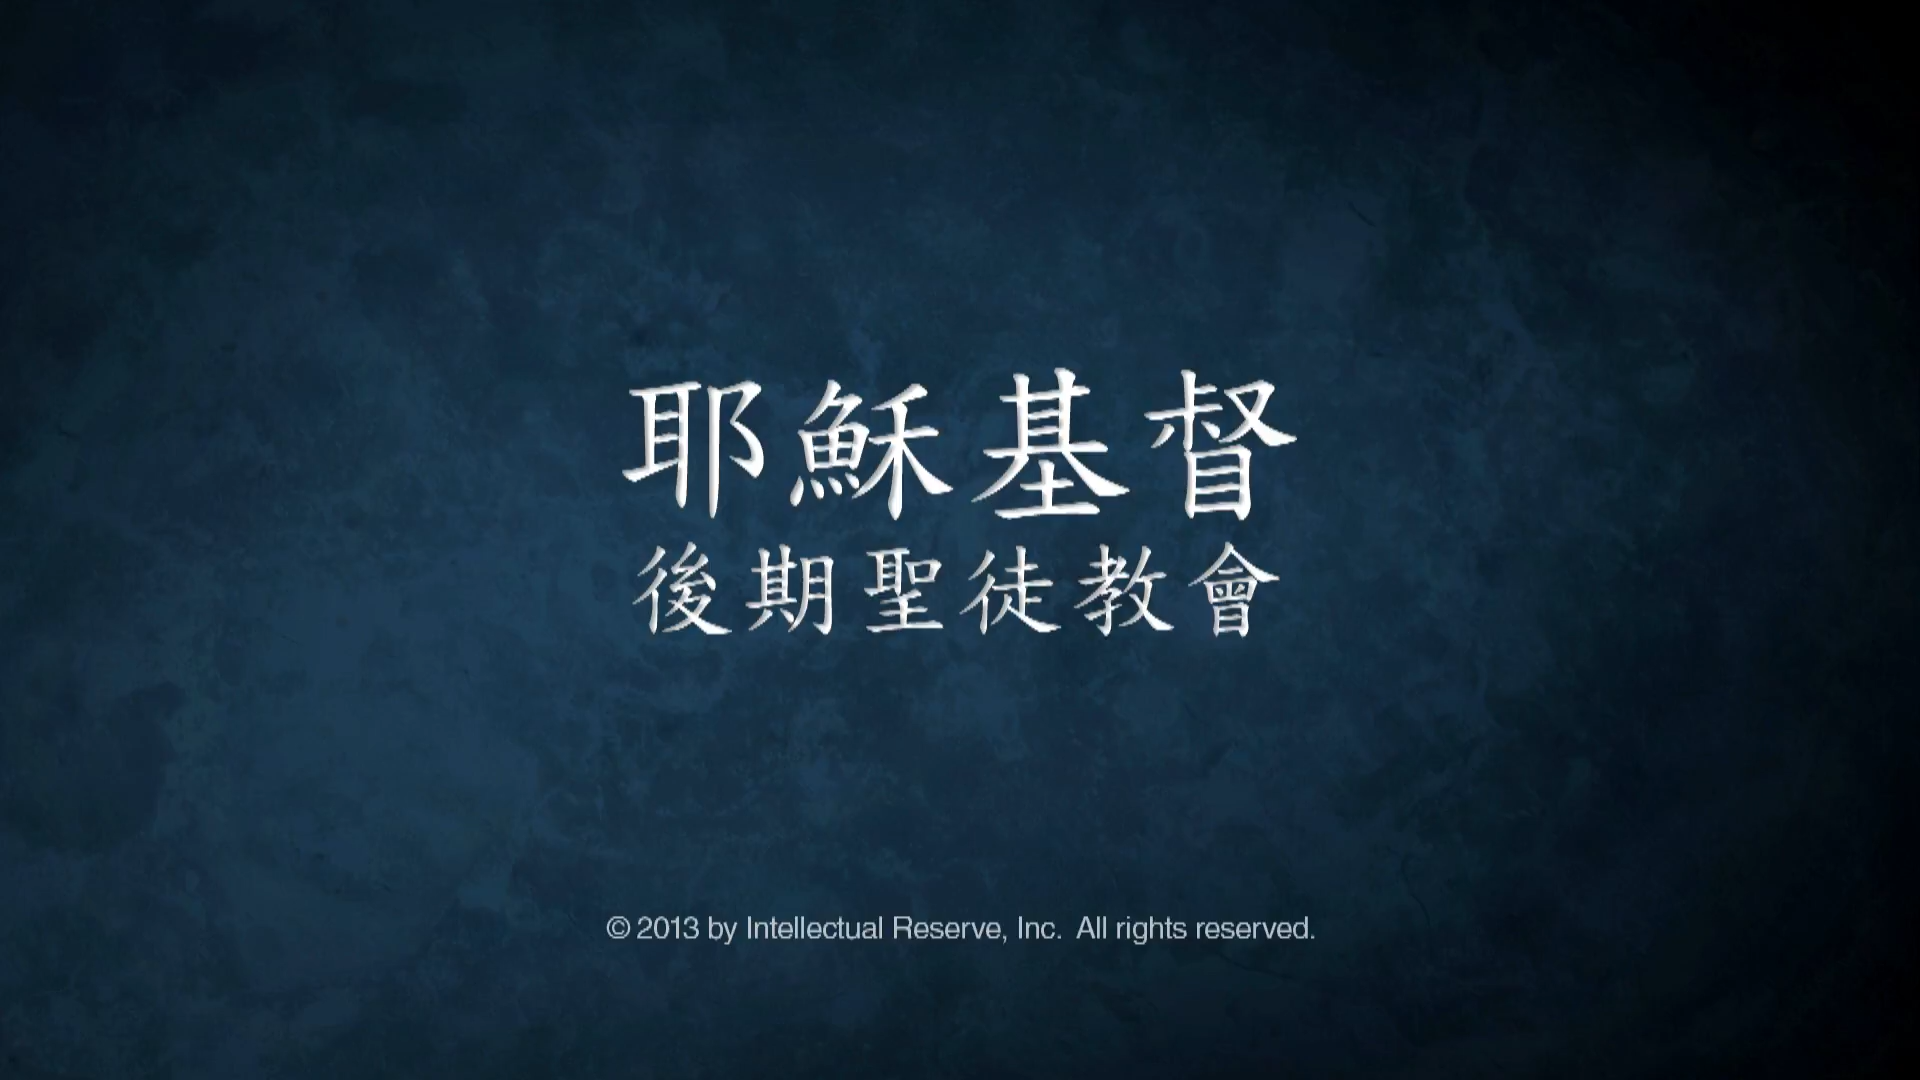 耶穌基督
後期聖徒教會
© 2013 by Intellectual Reserve, Inc. All rights reserved.